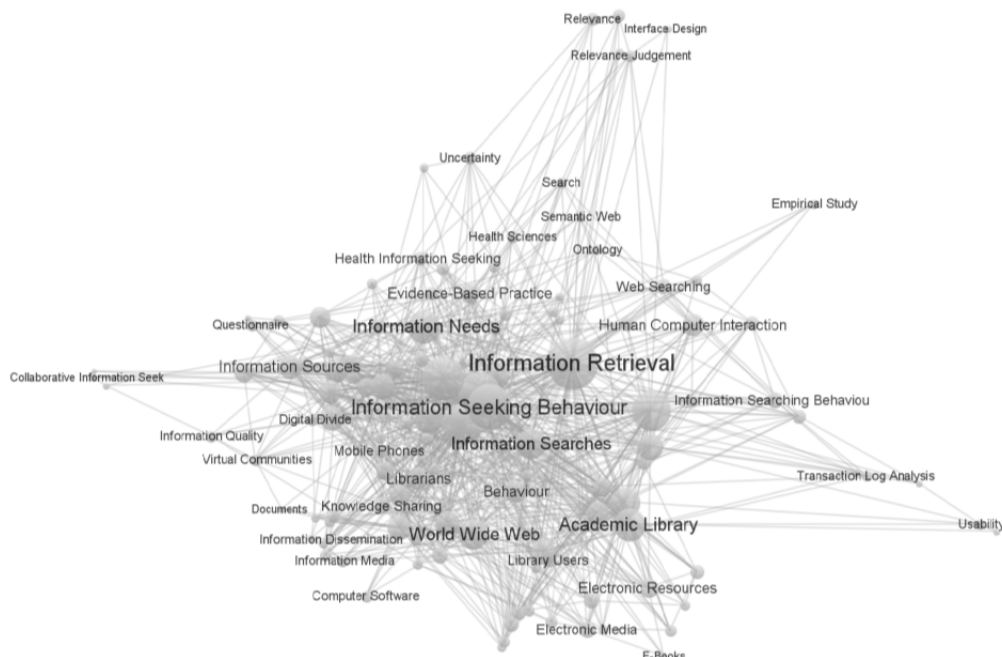 Relevance
Interface Design
Relevance Judgement
Uncertainty
Search
Empirical Study
Semantic Web
Health Sciences
Ontology
Health Information Seeking
Web Searching
Evidence-Based Practice
Questionnaire
Information Needs
Human Computer Interaction
Information Sources
Information Retrieval
Collaborative Information Seek
Information Seeking Behaviour
Information Searching Behaviou
Digital Divide
Information Quality
Information Searches
Mobile Phones
Virtual Communities
Librarians
Transaction Log Analysis
Behaviour
Documents
Knowledge Sharing
Academic Library
Usability
Information Dissemination
World Wide Web
Information Media
Library Users
Computer Software
Electronic Resources
Electronic Media
E-Books